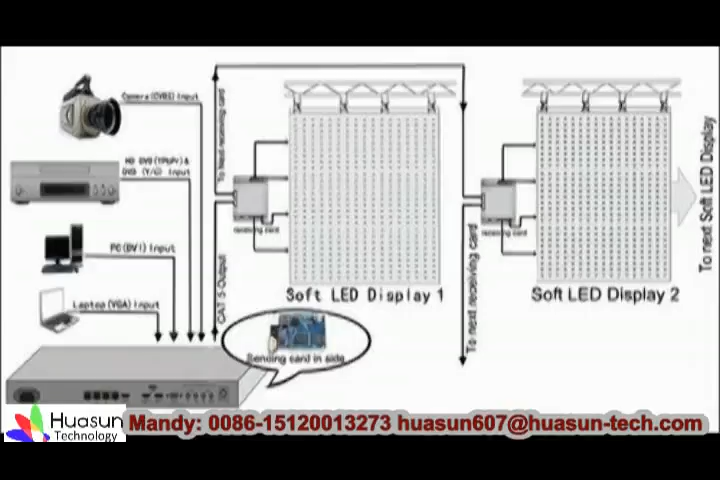 Camera (CVBS) Input
HD DVD (YPbPr) &
DVD (Y/C) Input
PC(DVI) Input
Laptop(VGA) Input
To next receiving card
CAT 5-Output
receiving card
Soft LED Display 1
Sending card in side
To next receiving card
receiving card
Soft LED Display 2
To next Soft LED Display
Huasun
Technology
Mandy: 0086-15120013273 huasun607@huasun-tech.com